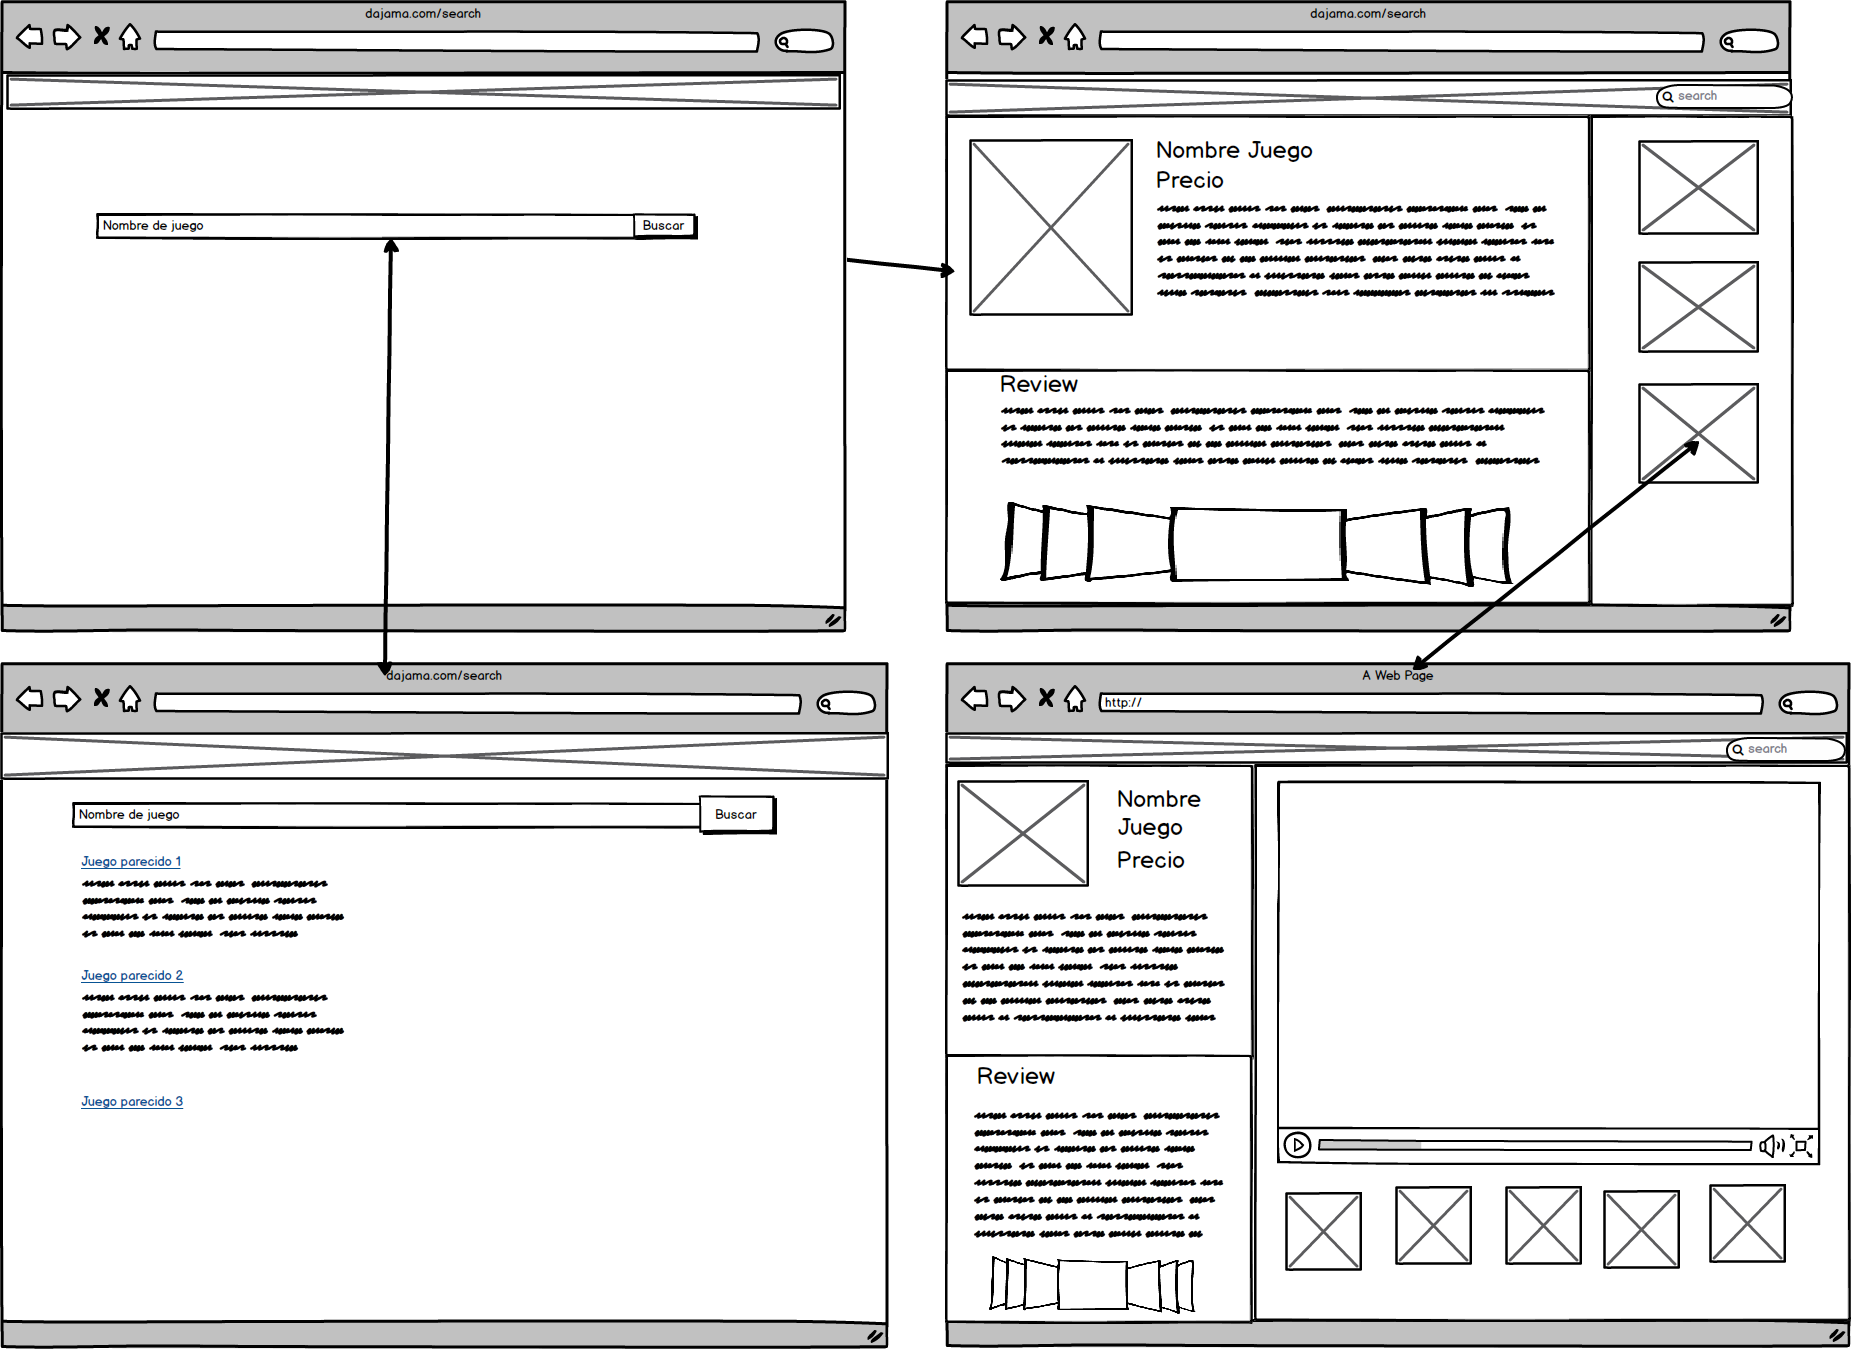 dajama.com/search
Nombre de juego
Buscar
dajama.com/search
search
Nombre Juego
Precio
Review
dajama.com/search
Nombre de juego
Buscar
Juego parecido 1
Juego parecido 2
Juego parecido 3
A Web Page
http://
search
Nombre
Juego
Precio
Review